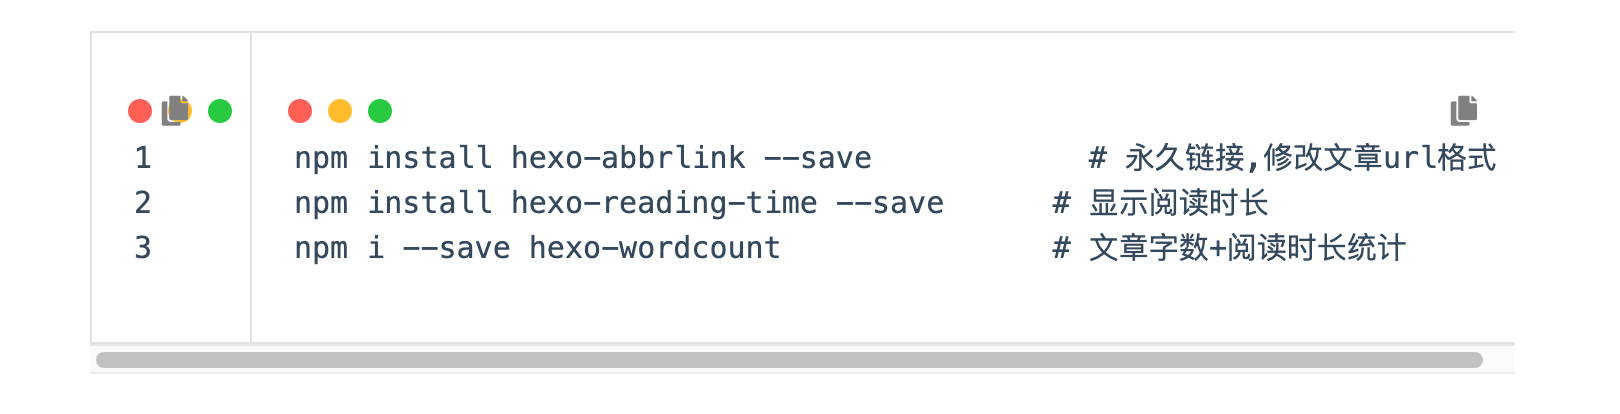 1 npm install hexo-abbrlink --save # 永久链接,修改文章url格式
2 npm install hexo-reading-time --save # 显示阅读时长
3 npm i --save hexo-wordcount # 文章字数+阅读时长统计